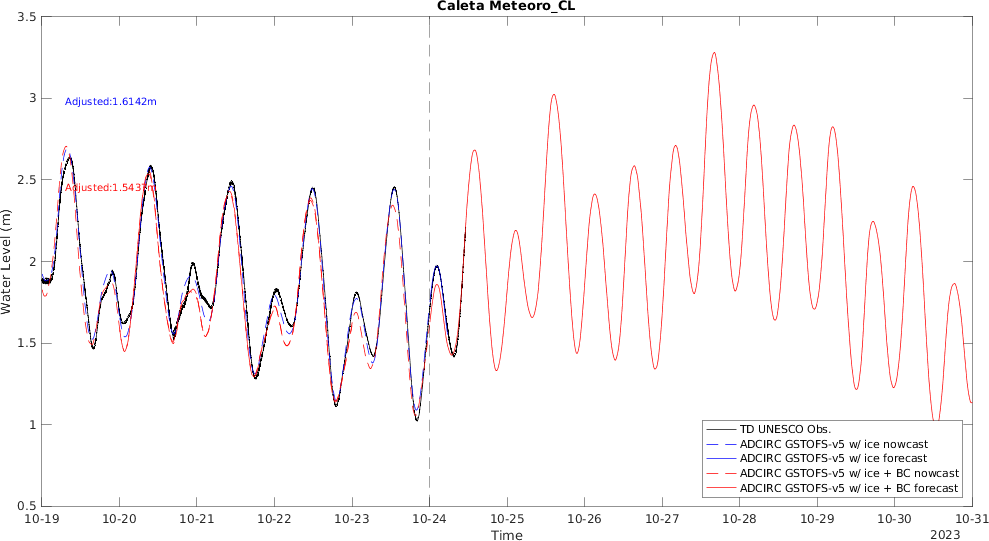 Caleta Meteoro_CL
3.5
3
2.5
2
1.5
1
0.5
Water Level (m)
Adjusted:1.6142m
10-19
10-20
10-21
10-22
10-23
10-24
10-25
10-26
10-27
10-28
10-29
10-30
10-31
Time
2023
TD UNESCO Obs.
ADCIRC GSTOFS-v5 w/ ice nowcast
ADCIRC GSTOFS-v5 w/ ice forecast
ADCIRC GSTOFS-v5 w/ ice + BC nowcast
ADCIRC GSTOFS-v5 w/ ice + BC forecast